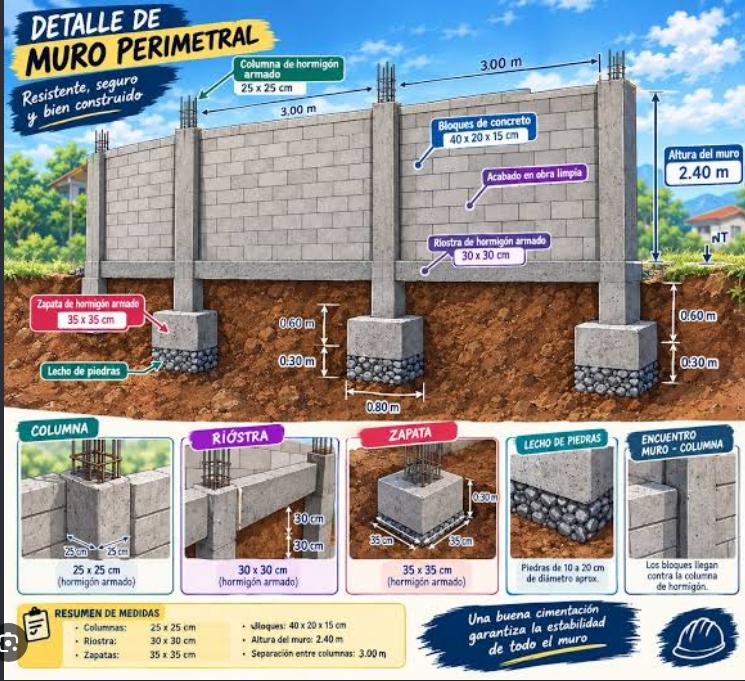 DETALLE DE
MURO PERIMETRAL
Resistente, seguro
y bien construido
Columna de hormigón
armado
25 x 25 cm
3.00 m
3.00 m
Bloques de concreto
40 x 20 x 15 cm
Acabado en obra limpia
Altura del muro
2.40 m
NT
Riostra de hormigón armado
30 x 30 cm
Zapata de hormigón armado
35 x 35 cm
Lecho de piedras
0.60 m
0.30 m
0.80 m
0.60 m
0.30 m
COLUMNA
25 cm
25 cm
25 x 25 cm
(hormigón armado)
RIÓSTRA
30 cm
30 cm
30 x 30 cm
(hormigón armado)
ZAPATA
0.30 m
35 cm
35 cm
35 x 35 cm
(hormigón armado)
LECHO DE PIEDRAS
Piedras de 10 a 20 cm
de diámetro aprox.
ENCUENTRO
MURO - COLUMNA
Los bloques llegan
contra la columna
de hormigón.
RESUMEN DE MEDIDAS
• Columnas: 25 x 25 cm
• Riostra: 30 x 30 cm
• Zapatas: 35 x 35 cm
• Bloques: 40 x 20 x 15 cm
• Altura del muro: 2.40 m
• Separación entre columnas: 3.00 m
Una buena cimentación
garantiza la estabilidad
de todo el muro